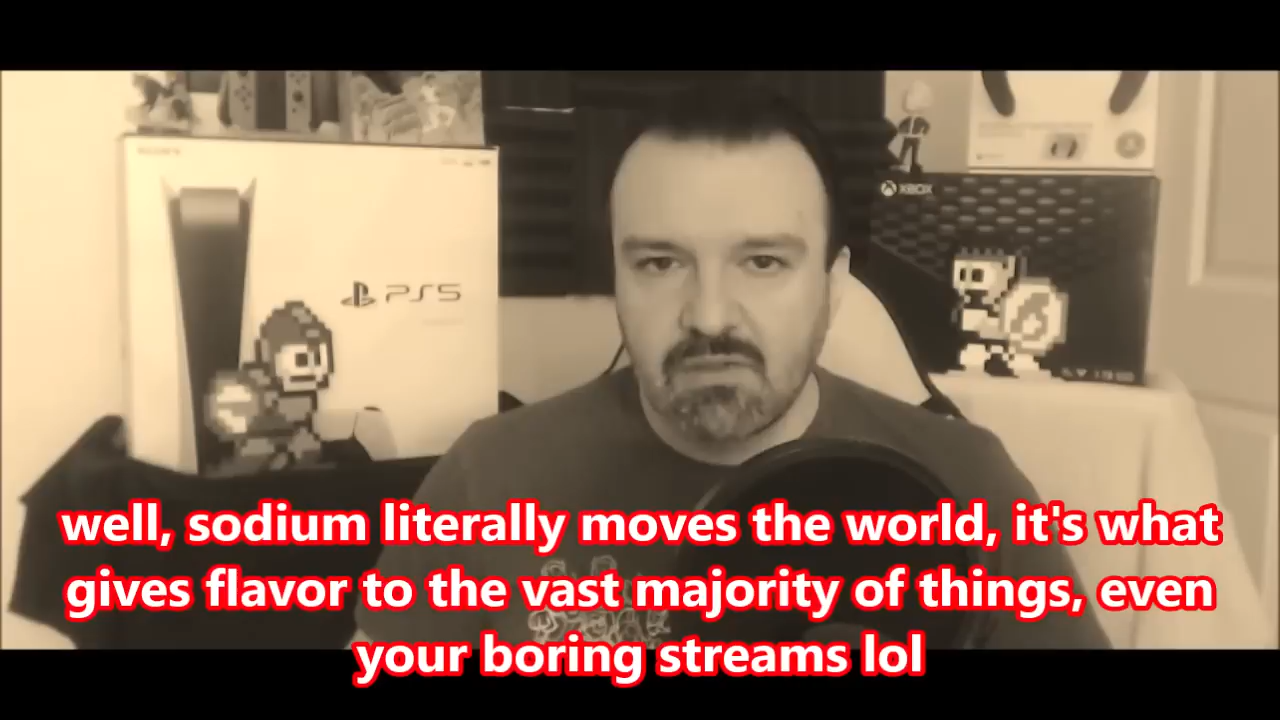 SONY
PS5
XBOX
well, sodium literally moves the world, it's what
gives flavor to the vast majority of things, even
your boring streams lol